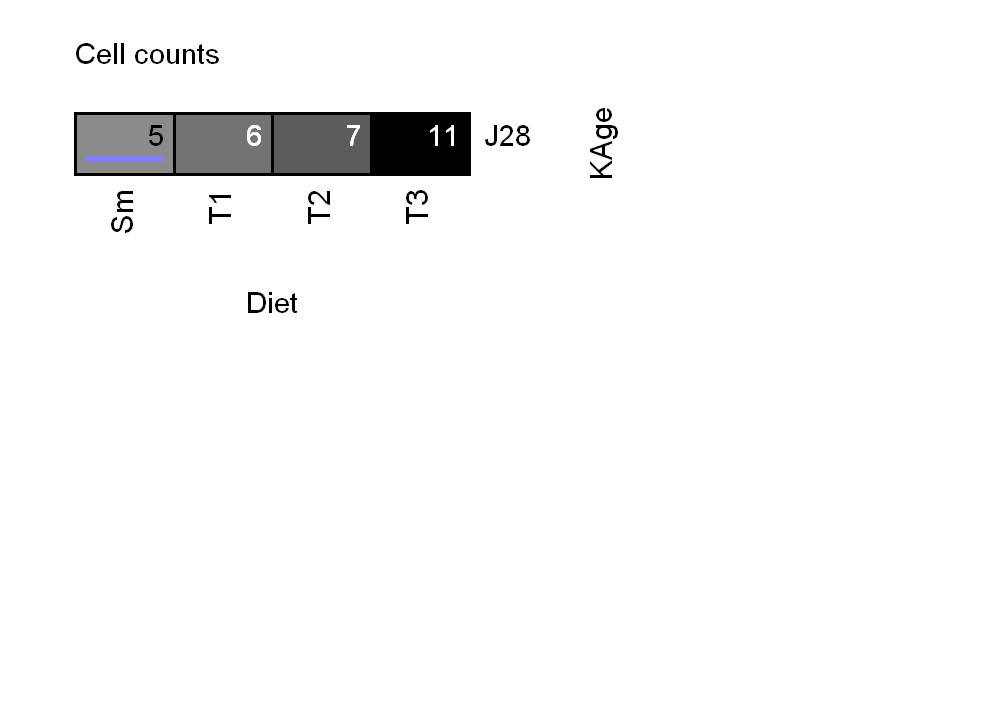 Cell counts
5 6 7 11 J28
KAge
Sm T1 T2 T3
Diet